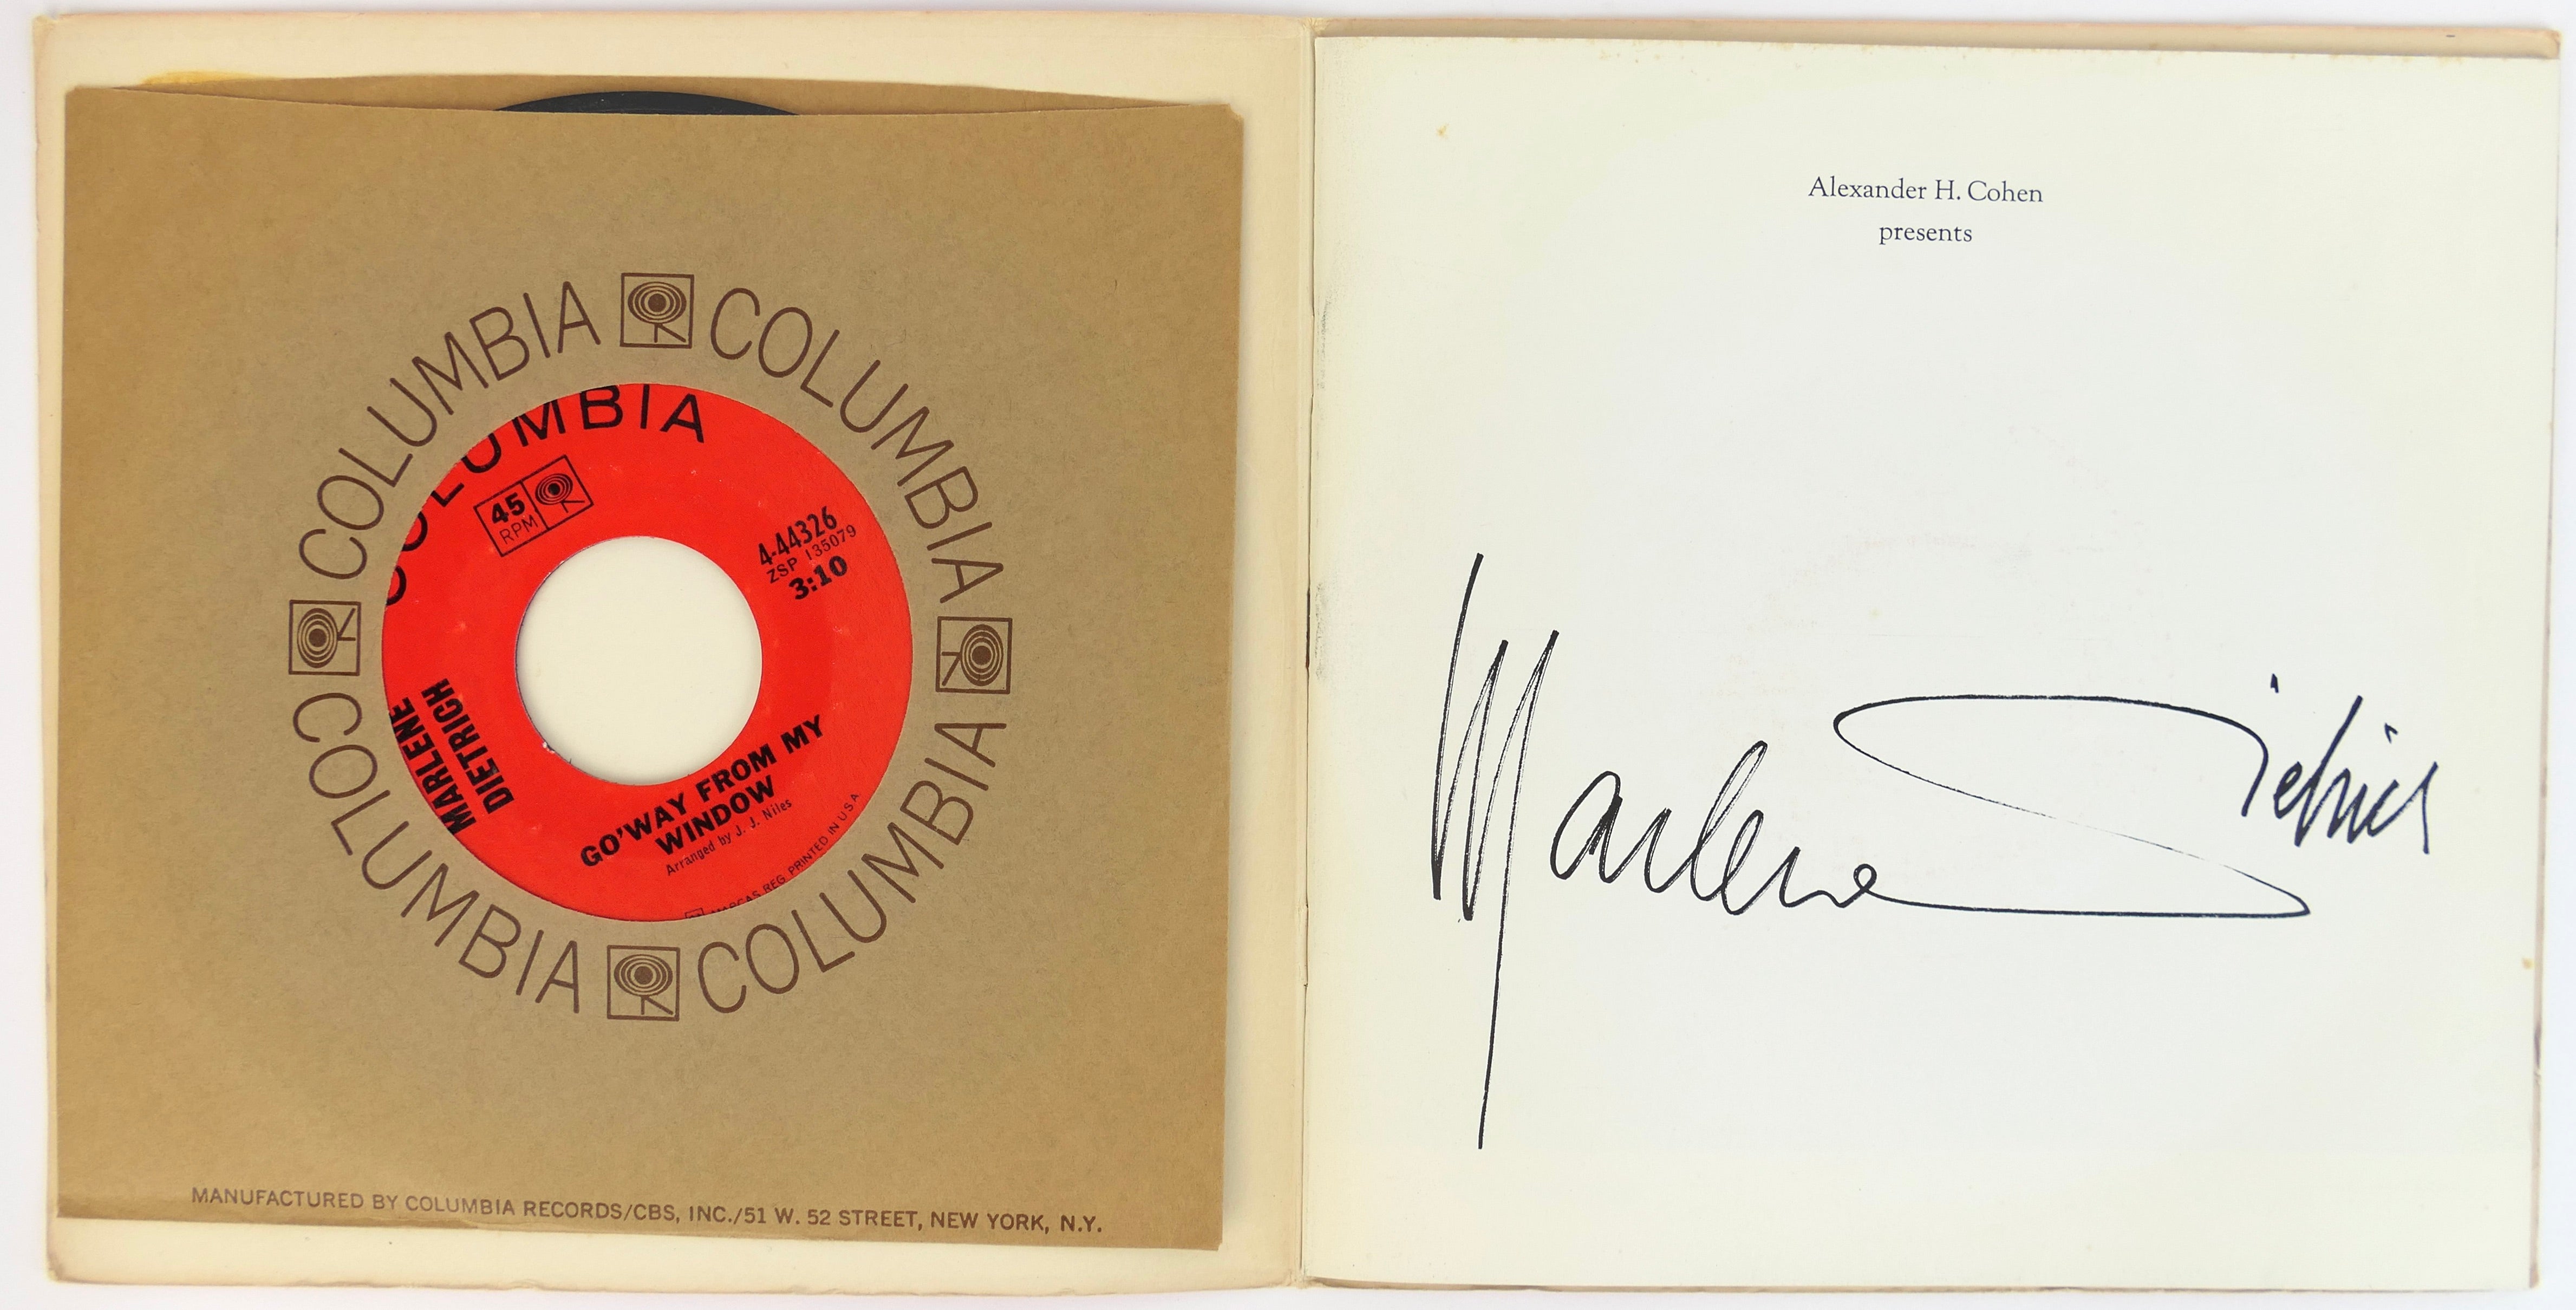 COLUMBIA COLUMBIA COLUMBIA COLUMBIA
COLUMBIA
45
RPM
4-44326
ZSP 135079
3:10
MARLENE
DIETRICH
GO'WAY FROM MY
WINDOW
Arranged by J. J. Niles
MARCAS REG. PRINTED IN U.S.A.
MANUFACTURED BY COLUMBIA RECORDS/CBS, INC./51 W. 52 STREET, NEW YORK, N.Y.
Alexander H. Cohen
presents
Marlene Dietrich